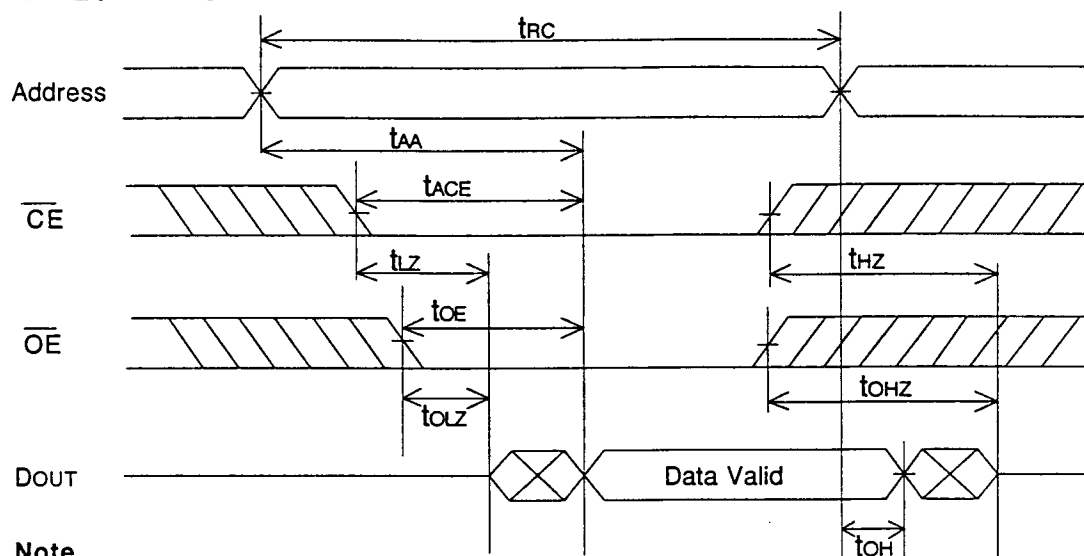 tRC
Address
tAA
tACE
CE
tLZ
tHZ
tOE
OE
tOLZ
tOHZ
DOUT
Data Valid
tOH
Note